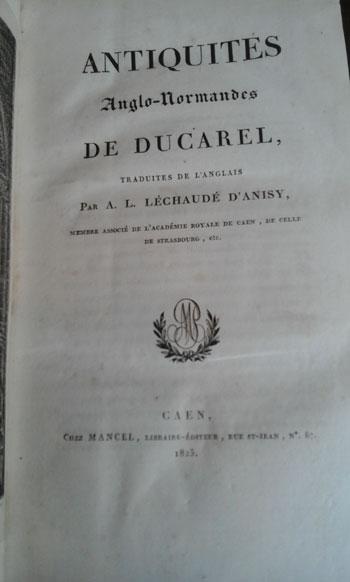 ANTIQUITÉS
Anglo-Normandes
DE DUCAREL,
TRADUITES DE L'ANGLAIS
PAR A. L. LÉCHAUDÉ D'ANISY,
MEMBRE ASSOCIÉ DE L'ACADÉMIE ROYALE DE CAEN, DE CELLE
DE STRASBOURG, etc.
CAEN,
CHEZ MANCEL, LIBRAIRE-ÉDITEUR, RUE ST-JEAN, N°.